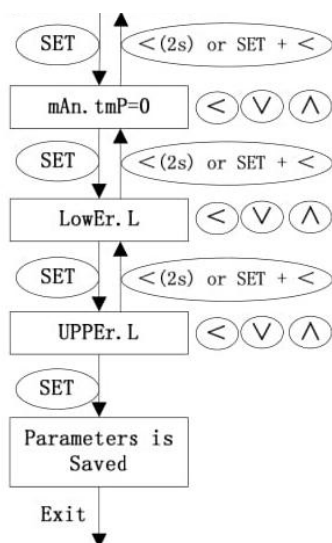 SET
<(2s) or SET + <
mAn.tmP=0
< ∨ ∧
SET
<(2s) or SET + <
LowEr.L
< ∨ ∧
SET
<(2s) or SET + <
UPPEr.L
< ∨ ∧
SET
Parameters is
Saved
Exit